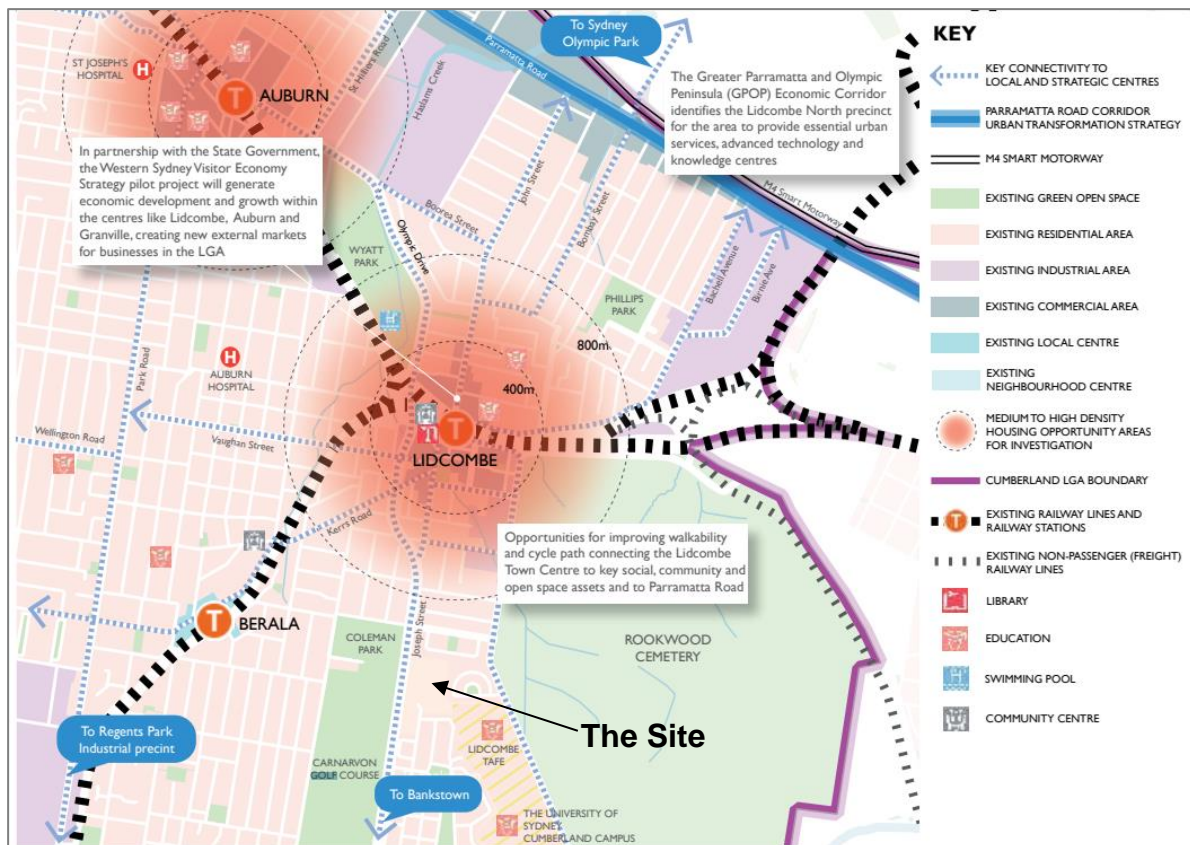 To Sydney
Olympic Park
ST JOSEPH'S
HOSPITAL
H
T
AUBURN
St Hilliers Road
Haslams Creek
Parramatta Road
The Greater Parramatta and Olympic
Peninsula (GPOP) Economic Corridor
identifies the Lidcombe North precinct
for the area to provide essential urban
services, advanced technology and
knowledge centres
In partnership with the State Government,
the Western Sydney Visitor Economy
Strategy pilot project will generate
economic development and growth within
the centres like Lidcombe, Auburn and
Granville, creating new external markets
for businesses in the LGA
John Street
Boorea Street
Bombay Street
M4 Smart Motorway
WYATT
PARK
Olympic Drive
Bachell Avenue
Birnie Ave
PHILLIPS
PARK
800m
400m
Park Road
H
AUBURN
HOSPITAL
Wellington Road
Vaughan Street
T
LIDCOMBE
Kerrs Road
Opportunities for improving walkability
and cycle path connecting the Lidcombe
Town Centre to key social, community and
open space assets and to Parramatta Road
T
BERALA
COLEMAN
PARK
Joseph Street
ROOKWOOD
CEMETERY
The Site
To Regents Park
Industrial precint
LIDCOMBE
TAFE
CARNARVON
GOLF COURSE
To Bankstown
THE UNIVERSITY OF
SYDNEY
CUMBERLAND CAMPUS
KEY
KEY CONNECTIVITY TO
LOCAL AND STRATEGIC CENTRES
PARRAMATTA ROAD CORRIDOR
URBAN TRANSFORMATION STRATEGY
M4 SMART MOTORWAY
EXISTING GREEN OPEN SPACE
EXISTING RESIDENTIAL AREA
EXISTING INDUSTRIAL AREA
EXISTING COMMERCIAL AREA
EXISTING LOCAL CENTRE
EXISTING
NEIGHBOURHOOD CENTRE
MEDIUM TO HIGH DENSITY
HOUSING OPPORTUNITY AREAS
FOR INVESTIGATION
CUMBERLAND LGA BOUNDARY
T
EXISTING RAILWAY LINES AND
RAILWAY STATIONS
EXISTING NON-PASSENGER (FREIGHT)
RAILWAY LINES
LIBRARY
EDUCATION
SWIMMING POOL
COMMUNITY CENTRE